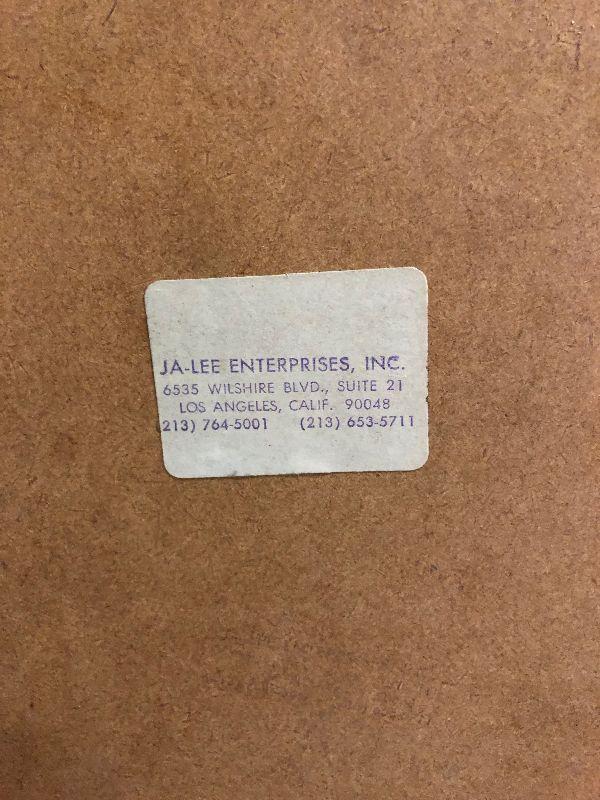 JA-LEE ENTERPRISES, INC.
6535 WILSHIRE BLVD., SUITE 21
LOS ANGELES, CALIF. 90048
213) 764-5001 (213) 653-5711